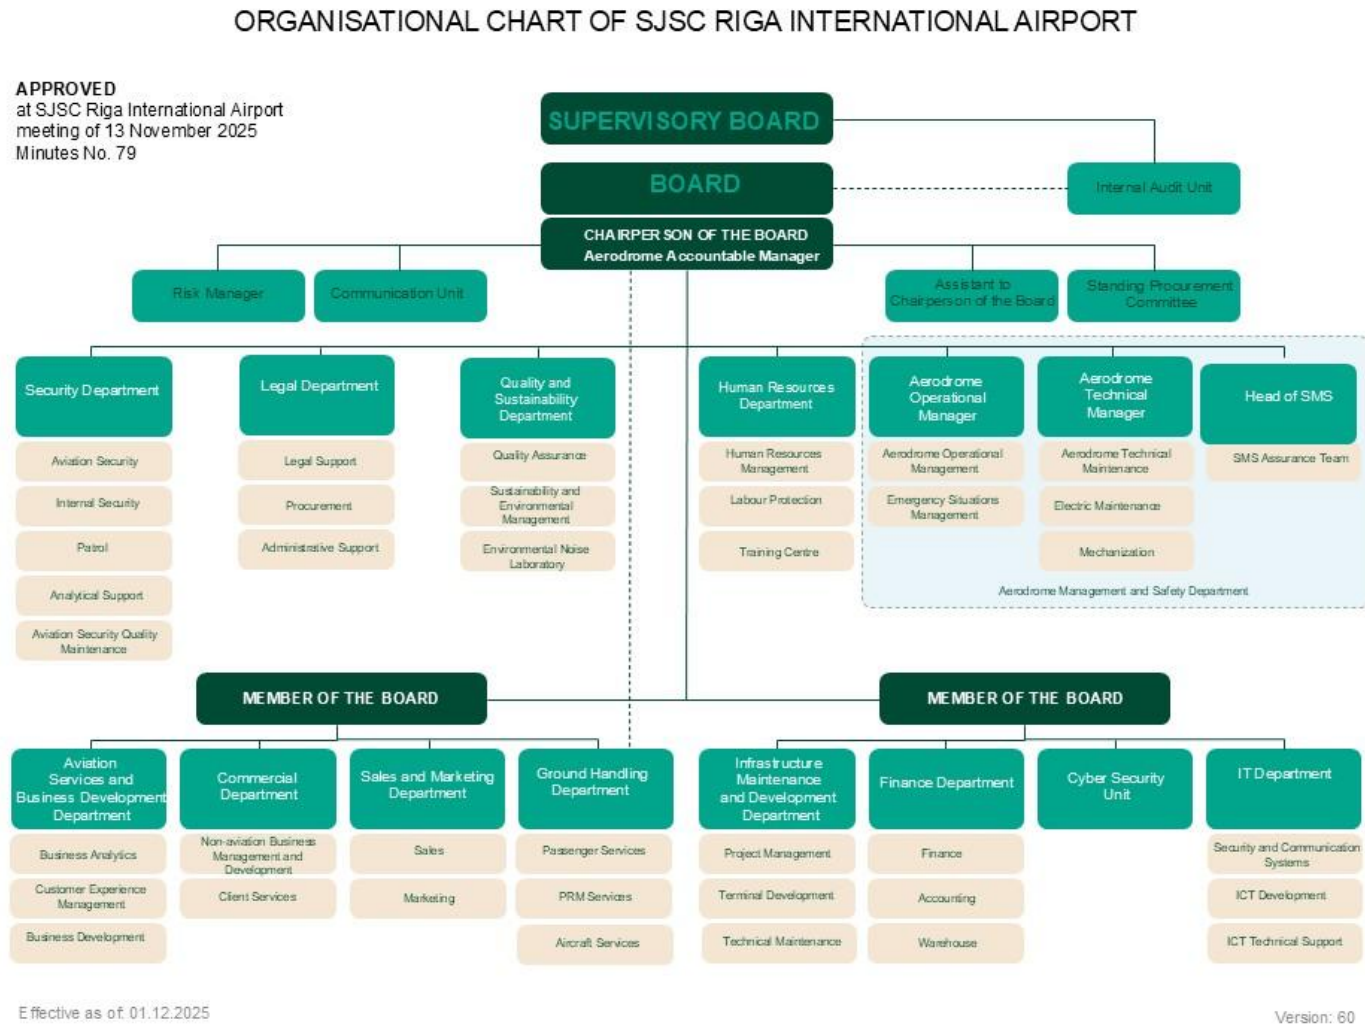 ORGANISATIONAL CHART OF SJSC RIGA INTERNATIONAL AIRPORT
APPROVED
at SJSC Riga International Airport
meeting of 13 November 2025
Minutes No. 79
SUPERVISORY BOARD
BOARD
Internal Audit Unit
CHAIRPERSON OF THE BOARD
Aerodrome Accountable Manager
Risk Manager
Communication Unit
Assistant to
Chairperson of the Board
Standing Procurement
Committee
Security Department
Aviation Security
Internal Security
Patrol
Analytical Support
Aviation Security Quality
Maintenance
Legal Department
Legal Support
Procurement
Administrative Support
Quality and
Sustainability
Department
Quality Assurance
Sustainability and
Environmental
Management
Environmental Noise
Laboratory
Human Resources
Department
Human Resources
Management
Labour Protection
Training Centre
Aerodrome
Operational
Manager
Aerodrome Operational
Management
Emergency Situations
Management
Aerodrome
Technical
Manager
Aerodrome Technical
Maintenance
Electric Maintenance
Mechanization
Head of SMS
SMS Assurance Team
Aerodrome Management and Safety Department
MEMBER OF THE BOARD
Aviation
Services and
Business Development
Department
Business Analytics
Customer Experience
Management
Business Development
Commercial
Department
Non-aviation Business
Management and
Development
Client Services
Sales and Marketing
Department
Sales
Marketing
Ground Handling
Department
Passenger Services
PRM Services
Aircraft Services
MEMBER OF THE BOARD
Infrastructure
Maintenance
and Development
Department
Project Management
Terminal Development
Technical Maintenance
Finance Department
Finance
Accounting
Warehouse
Cyber Security
Unit
IT Department
Security and Communication
Systems
ICT Development
ICT Technical Support
Effective as of: 01.12.2025
Version: 60